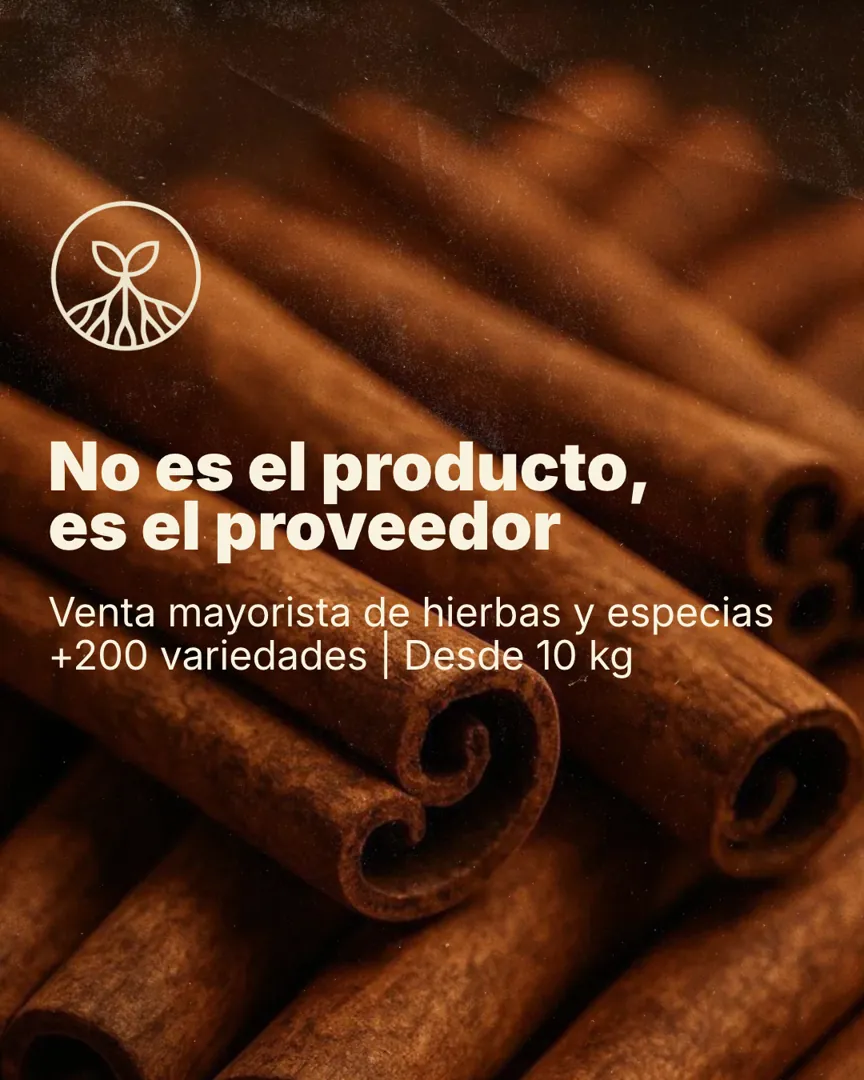 No es el producto,
es el proveedor
Venta mayorista de hierbas y especias
+200 variedades | Desde 10 kg